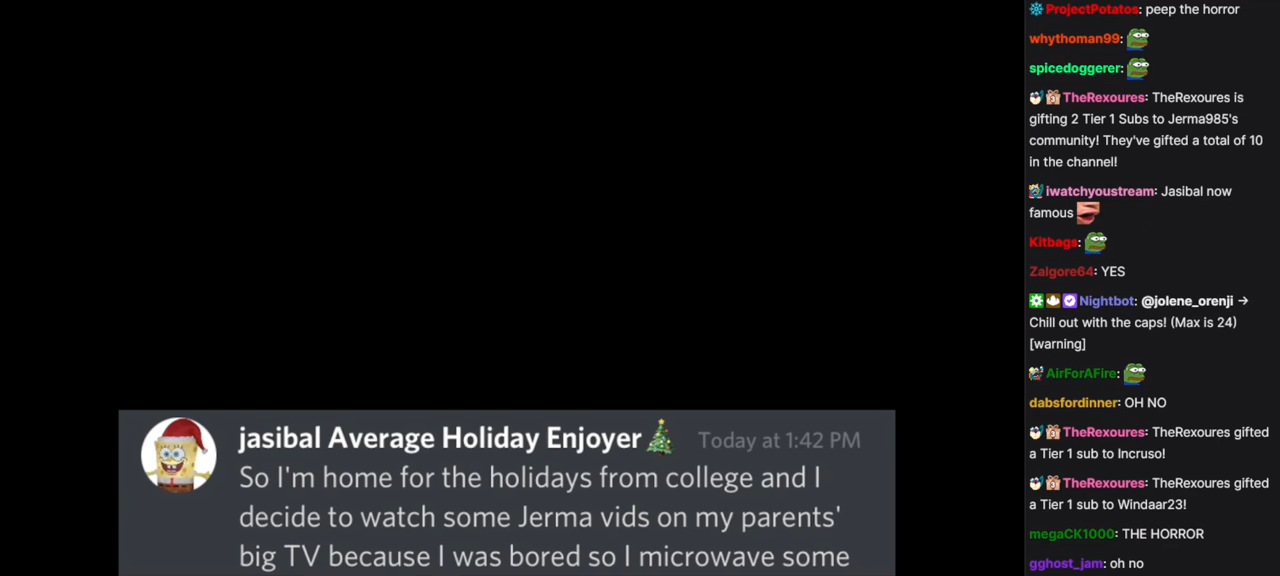 ProjectPotatos: peep the horror
whythoman99:
spicedoggerer:
TheRexoures: TheRexoures is
gifting 2 Tier 1 Subs to Jerma985's
community! They've gifted a total of 10
in the channel!
iwatchyoustream: Jasibal now
famous
Kitbags:
Zalgore64: YES
Nightbot: @jolene_orenji →
Chill out with the caps! (Max is 24)
[warning]
AirForAFire:
dabsfordinner: OH NO
TheRexoures: TheRexoures gifted
a Tier 1 sub to Incruso!
TheRexoures: TheRexoures gifted
a Tier 1 sub to Windaar23!
megaCK1000: THE HORROR
gghost_jam: oh no
jasibal Average Holiday Enjoyer🎄 Today at 1:42 PM
So I'm home for the holidays from college and I
decide to watch some Jerma vids on my parents'
big TV because I was bored so I microwave some